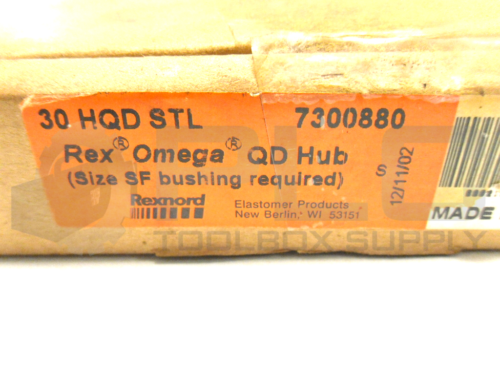 30 HQD STL 7300880
Rex® Omega® QD Hub
(Size SF bushing required)
Rexnord
Elastomer Products
New Berlin, WI 53151
S
12/11/02
MADE
TOOLBOX SUPPLY